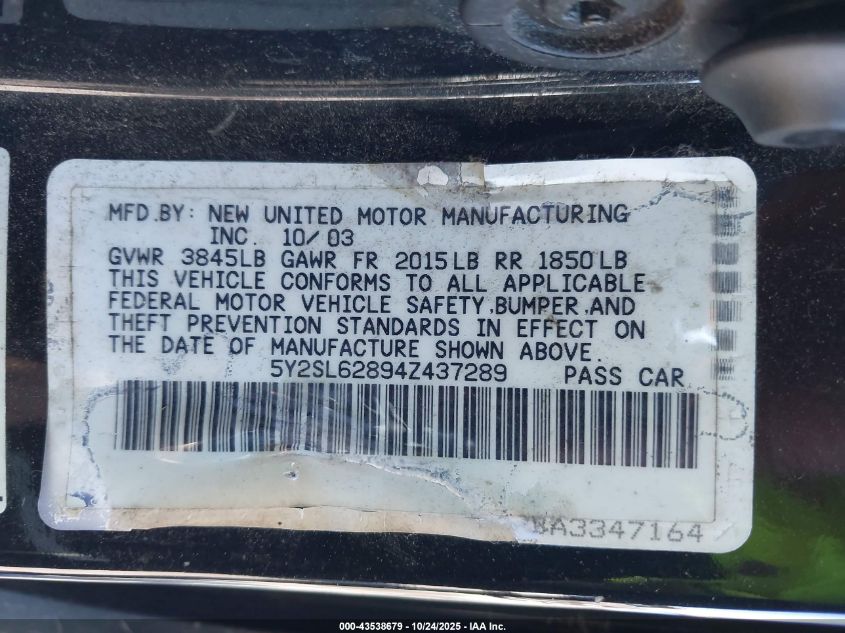 MFD.BY: NEW UNITED MOTOR MANUFACTURING
INC. 10/03
GVWR 3845LB GAWR FR 2015LB RR 1850LB
THIS VEHICLE CONFORMS TO ALL APPLICABLE
FEDERAL MOTOR VEHICLE SAFETY, BUMPER, AND
THEFT PREVENTION STANDARDS IN EFFECT ON
THE DATE OF MANUFACTURE SHOWN ABOVE.
5Y2SL62894Z437289 PASS CAR
BA3347164
000-43538679 - 10/24/2025 - IAA Inc.